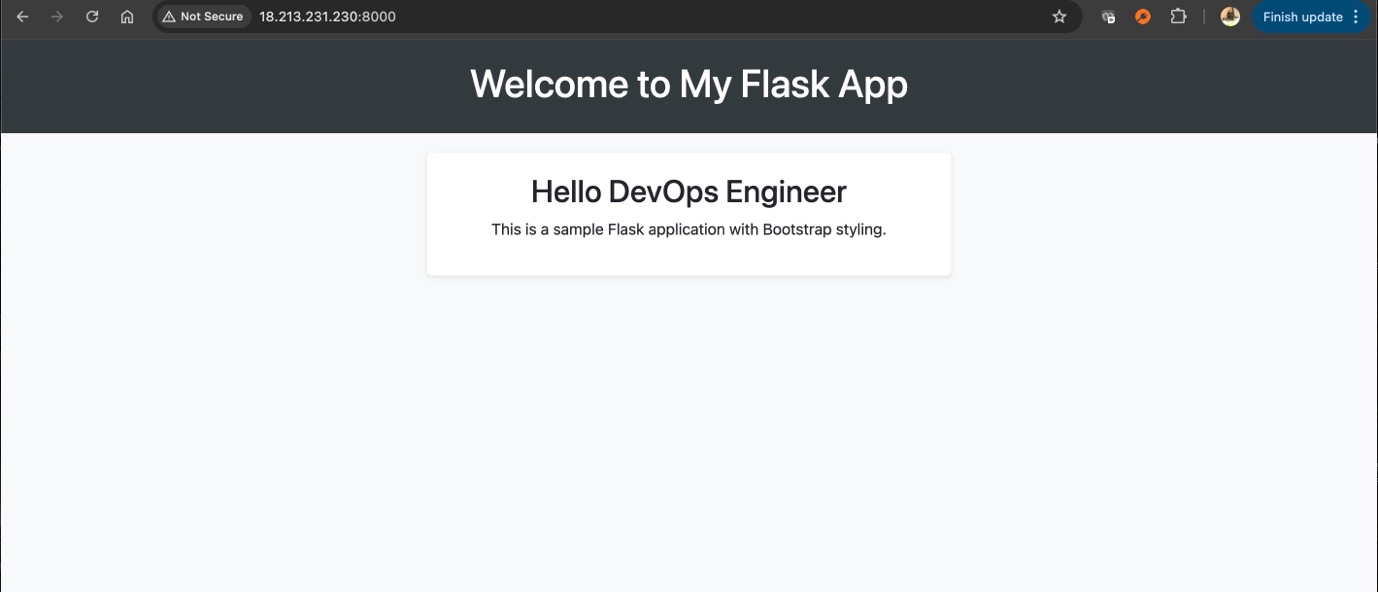 Not Secure 18.213.231.230:8000 Finish update
Welcome to My Flask App
Hello DevOps Engineer
This is a sample Flask application with Bootstrap styling.